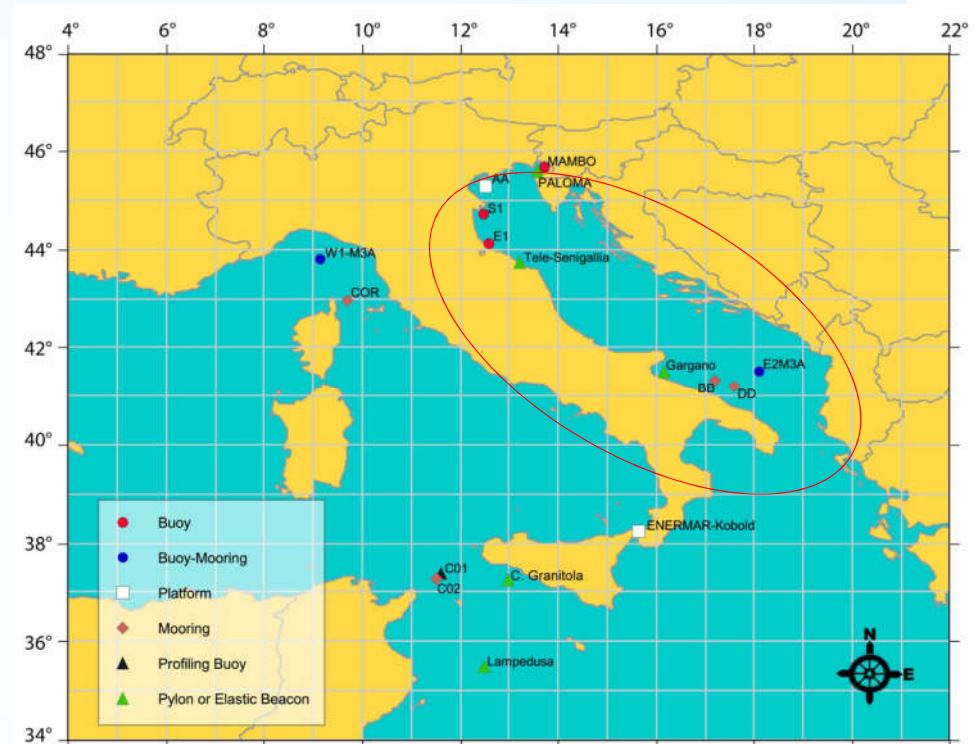 4° 6° 8° 10° 12° 14° 16° 18° 20° 22°
48°
46°
44°
42°
40°
38°
36°
34°
MAMBO
AA
PALOMA
S1
E1
W1-M3A
Tele-Senigallia
COR
Gargano
E2M3A
BB
DD
ENERMAR-Kobold
C01
C. Granitola
C02
Lampedusa
Buoy
Buoy-Mooring
Platform
Mooring
Profiling Buoy
Pylon or Elastic Beacon
N
E